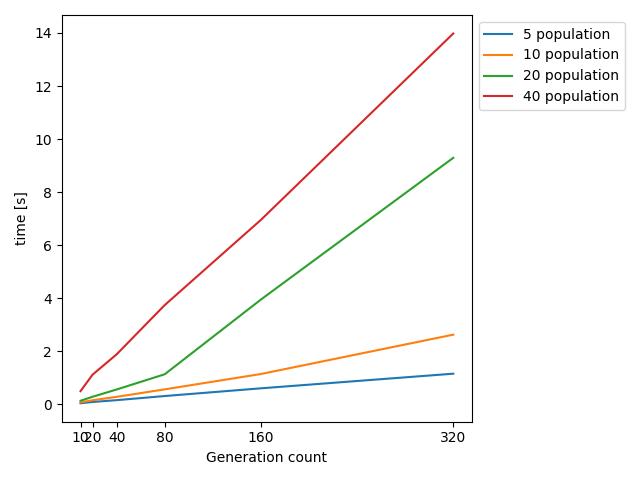 14
12
10
8
6
4
2
0
time [s]
10 20 40 80 160 320
Generation count
5 population
10 population
20 population
40 population